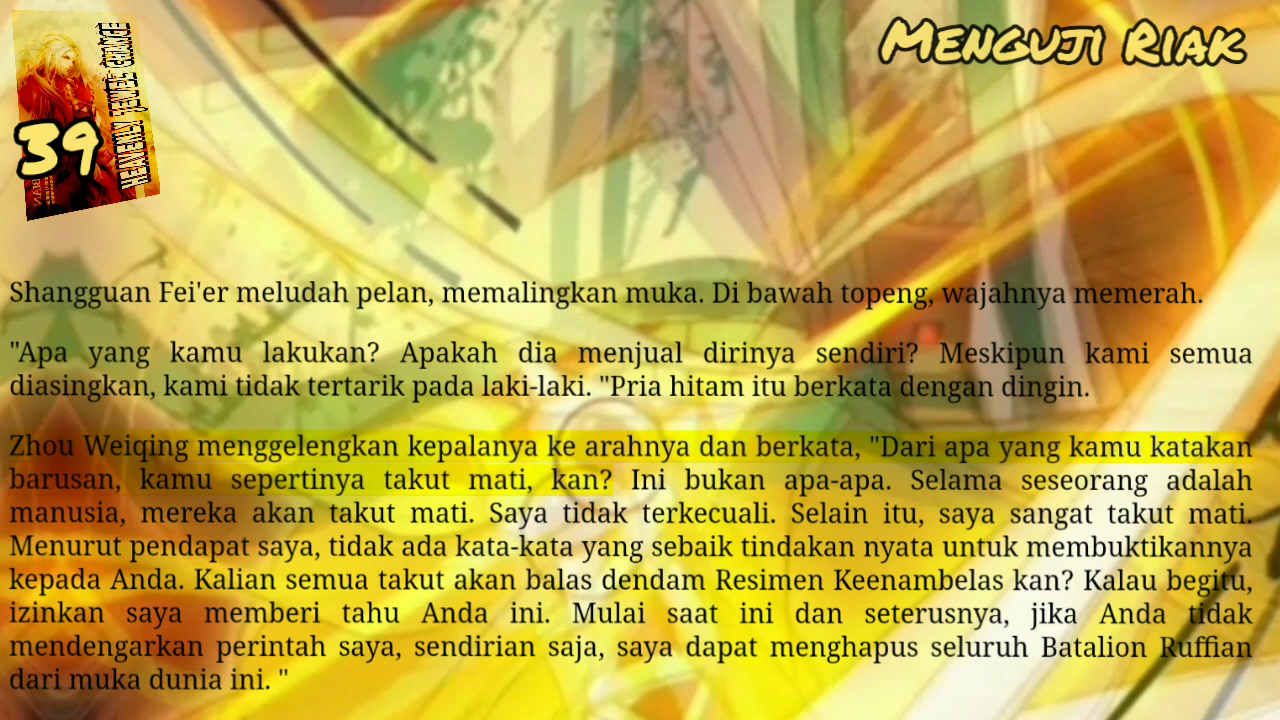 Menguji Riak
39
HEAVENLY JEWEL
Shangguan Fei'er meludah pelan, memalingkan muka. Di bawah topeng, wajahnya memerah.
"Apa yang kamu lakukan? Apakah dia menjual dirinya sendiri? Meskipun kami semua
diasingkan, kami tidak tertarik pada laki-laki. "Pria hitam itu berkata dengan dingin.
Zhou Weiqing menggelengkan kepalanya ke arahnya dan berkata, "Dari apa yang kamu katakan
barusan, kamu sepertinya takut mati, kan? Ini bukan apa-apa. Selama seseorang adalah
manusia, mereka akan takut mati. Saya tidak terkecuali. Selain itu, saya sangat takut mati.
Menurut pendapat saya, tidak ada kata-kata yang sebaik tindakan nyata untuk membuktikannya
kepada Anda. Kalian semua takut akan balas dendam Resimen Keenambelas kan? Kalau begitu,
izinkan saya memberi tahu Anda ini. Mulai saat ini dan seterusnya, jika Anda tidak
mendengarkan perintah saya, sendirian saja, saya dapat menghapus seluruh Batalion Ruffian
dari muka dunia ini. "